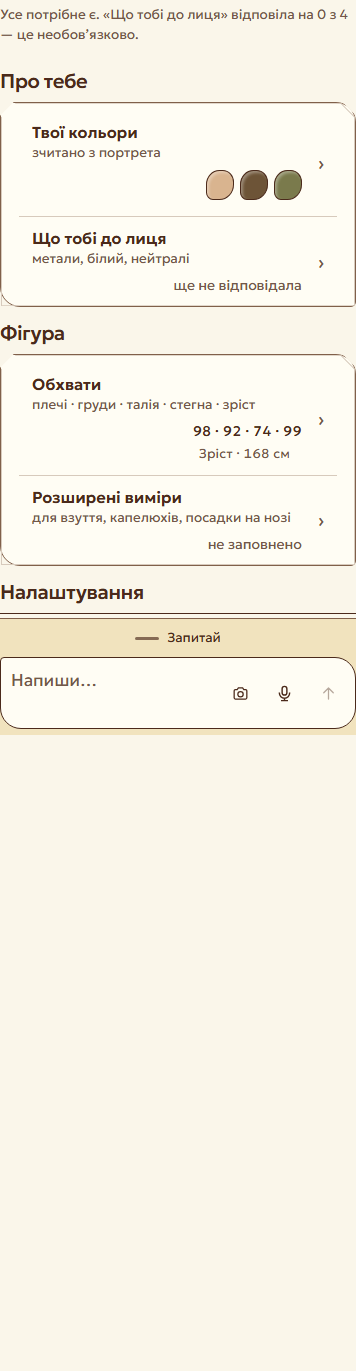 Усе потрібне є. «Що тобі до лиця» відповіла на 0 з 4
— це необов’язково.
Про тебе
Твої кольори
зчитано з портрета
Що тобі до лиця
метали, білий, нейтралі
ще не відповідала
Фігура
Обхвати
плечі · груди · талія · стегна · зріст
98 · 92 · 74 · 99
Зріст · 168 см
Розширені виміри
для взуття, капелюхів, посадки на нозі
не заповнено
Налаштування
Запитай
Напиши...